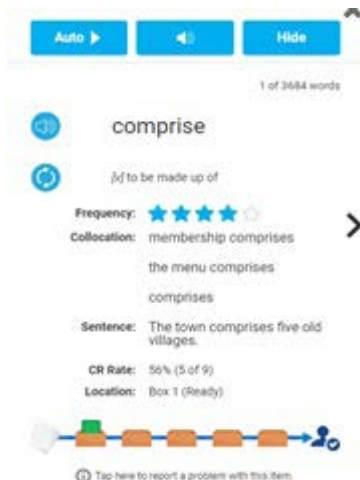 Auto
Hide
1 of 3684 words
comprise
[v] to be made up of
Frequency:
Collocation: membership comprises
the menu comprises
comprises
Sentence: The town comprises five old
villages.
CR Rate: 56% (5 of 9)
Location: Box 1 (Ready)
Tap here to report a problem with this item.